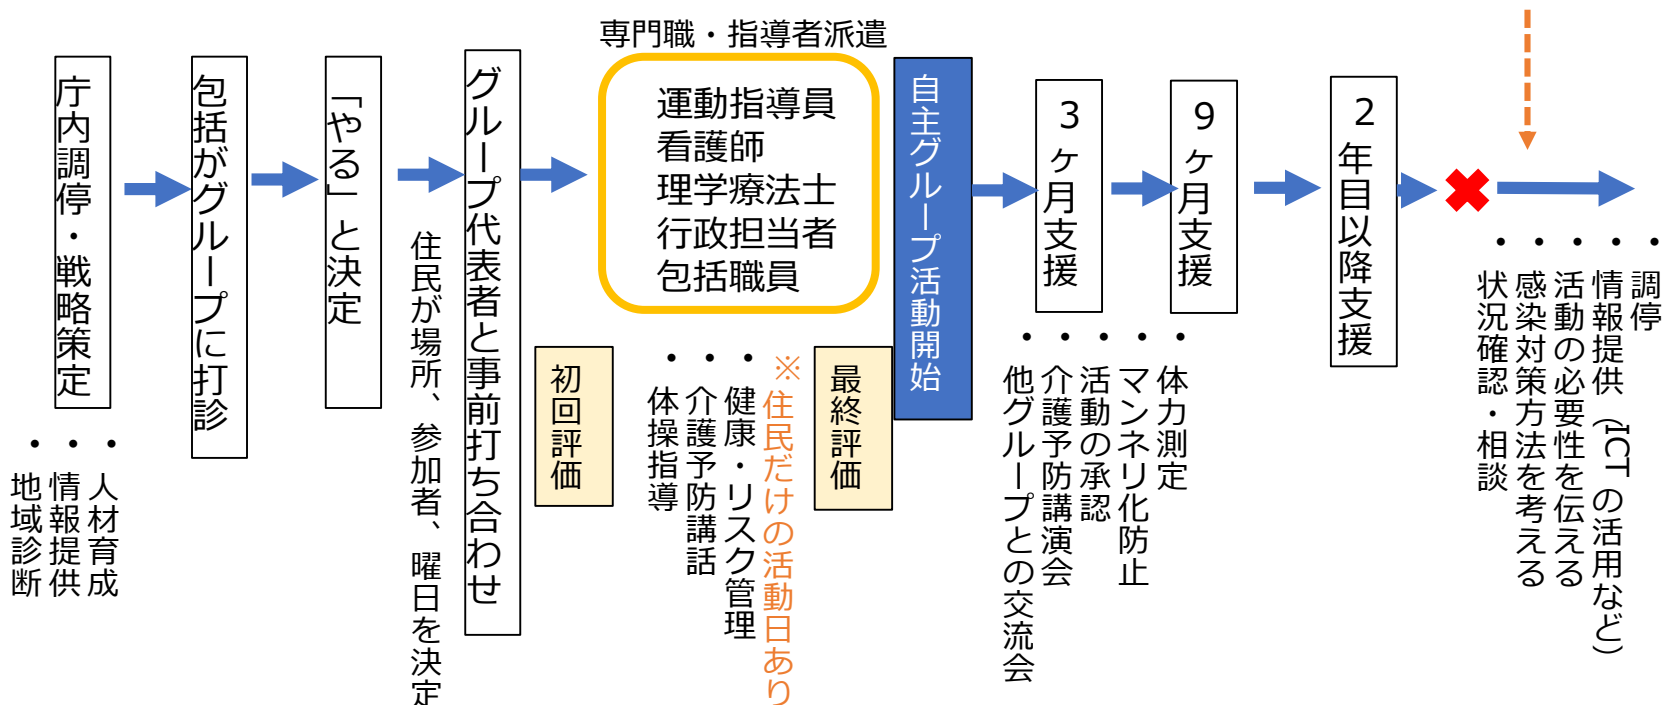 専門職・指導者派遣
庁内調停・戦略策定
・人材育成
・情報提供
・地域診断
包括がグループに打診
「やる」と決定
住民が場所、参加者、曜日を決定
グループ代表者と事前打ち合わせ
運動指導員
看護師
理学療法士
行政担当者
包括職員
初回評価
※住民だけの活動日あり
・健康・リスク管理
・介護予防講話
・体操指導
最終評価
自主グループ活動開始
3ヶ月支援
9ヶ月支援
・体力測定
・マンネリ化防止
・活動の承認
・介護予防講演会
・他グループとの交流会
2年目以降支援
・調停
・情報提供（ICTの活用など）
・活動の必要性を伝える
・感染対策方法を考える
・状況確認・相談